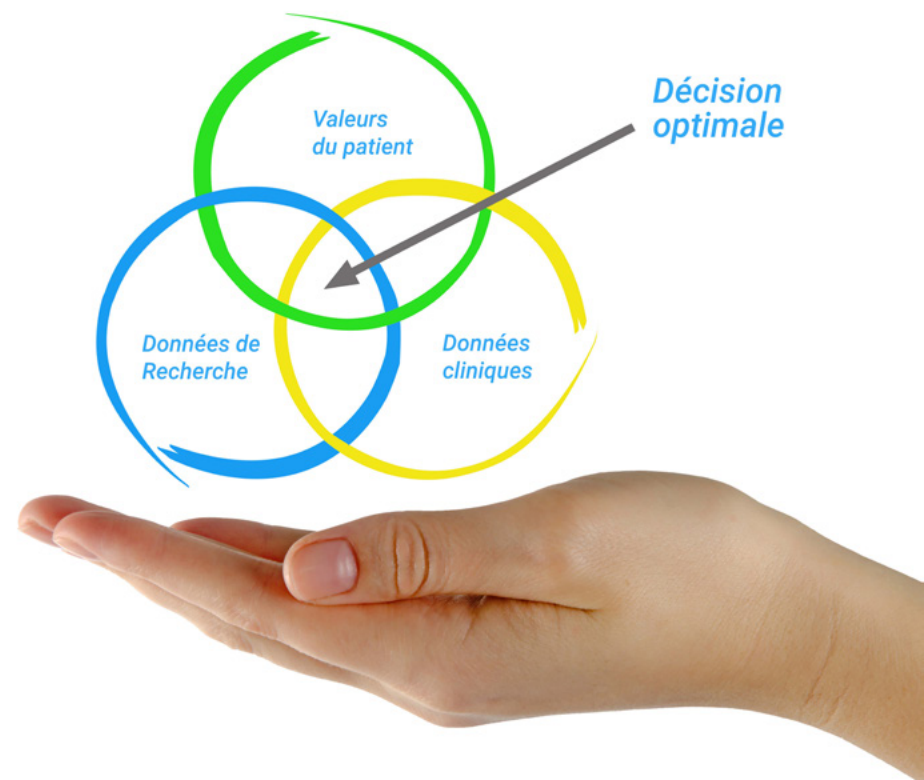 Valeurs
du patient
Décision
optimale
Données de
Recherche
Données
cliniques